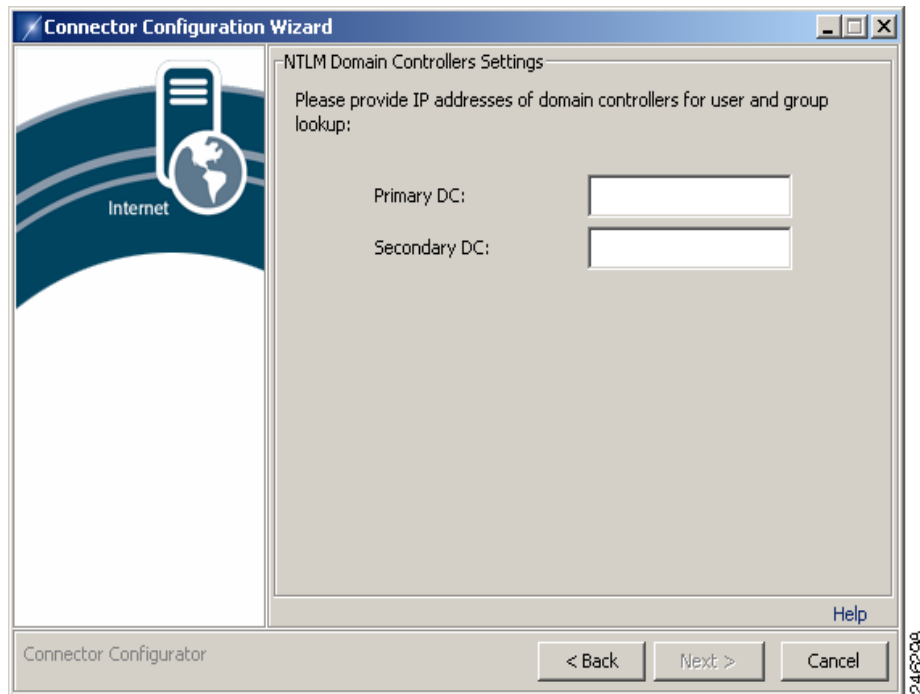 Connector Configuration Wizard
Internet
NTLM Domain Controllers Settings
Please provide IP addresses of domain controllers for user and group
lookup:
Primary DC:
Secondary DC:
Help
Connector Configurator
< Back
Next >
Cancel